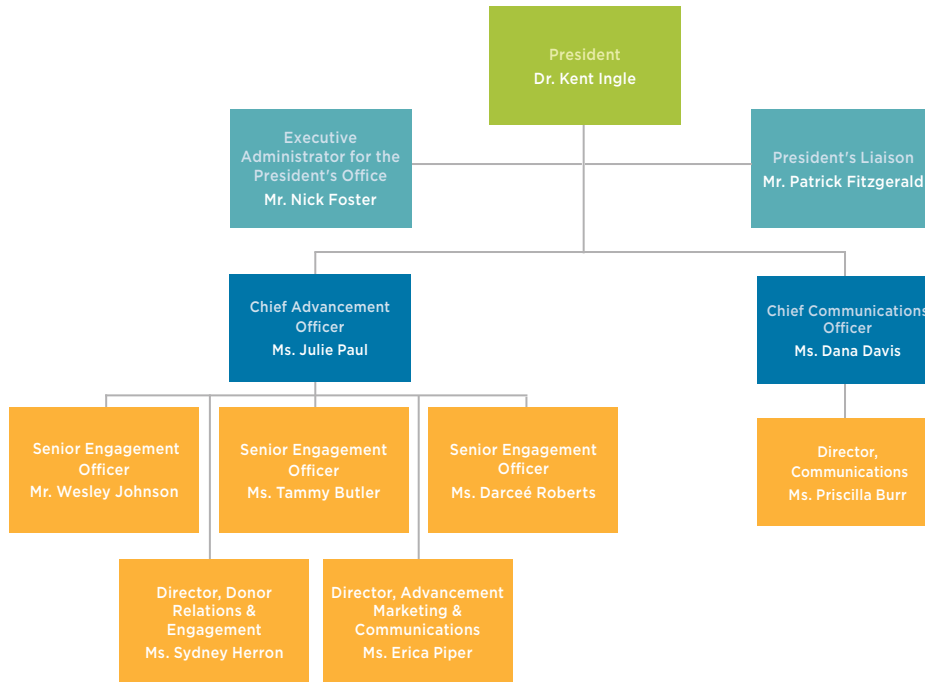 President
Dr. Kent Ingle
Executive
Administrator for the
President's Office
Mr. Nick Foster
President's Liaison
Mr. Patrick Fitzgerald
Chief Advancement
Officer
Ms. Julie Paul
Chief Communications
Officer
Ms. Dana Davis
Senior Engagement
Officer
Mr. Wesley Johnson
Senior Engagement
Officer
Ms. Tammy Butler
Senior Engagement
Officer
Ms. Darceé Roberts
Director,
Communications
Ms. Priscilla Burr
Director, Donor
Relations &
Engagement
Ms. Sydney Herron
Director, Advancement
Marketing &
Communications
Ms. Erica Piper